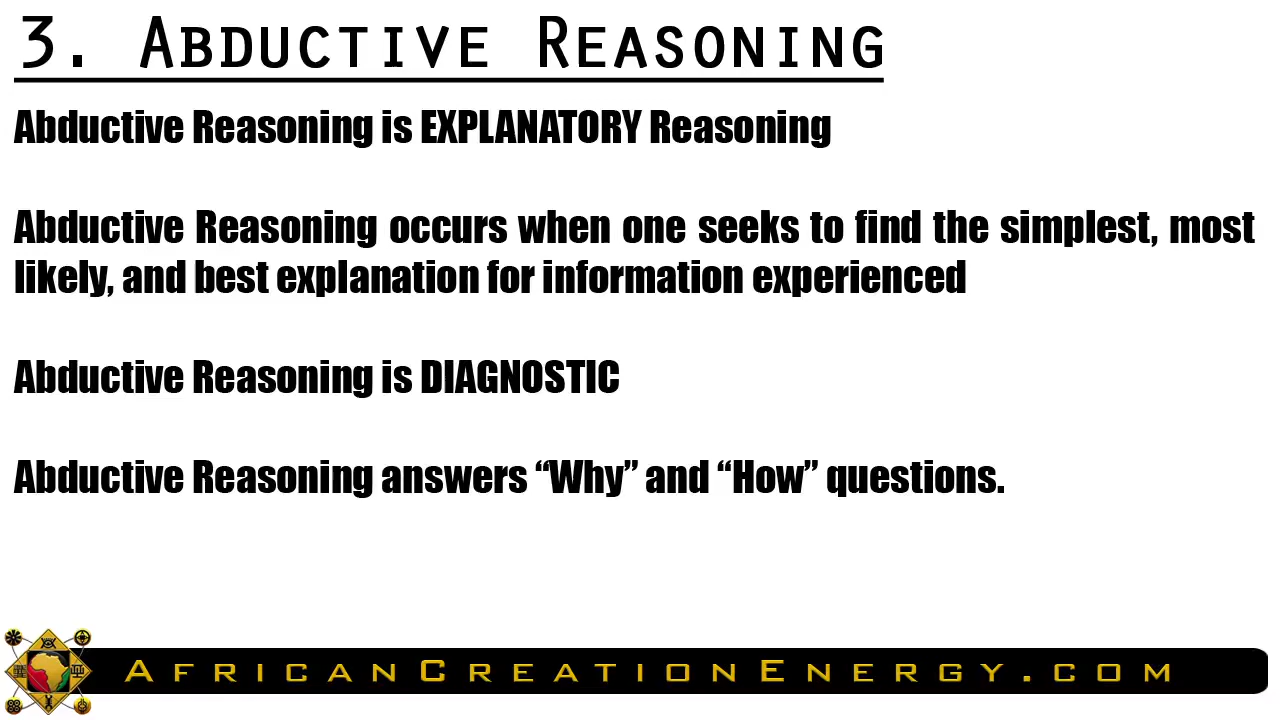 3. Abductive Reasoning
Abductive Reasoning is EXPLANATORY Reasoning
Abductive Reasoning occurs when one seeks to find the simplest, most
likely, and best explanation for information experienced
Abductive Reasoning is DIAGNOSTIC
Abductive Reasoning answers “Why” and “How” questions.
AfricanCreationEnergy.com